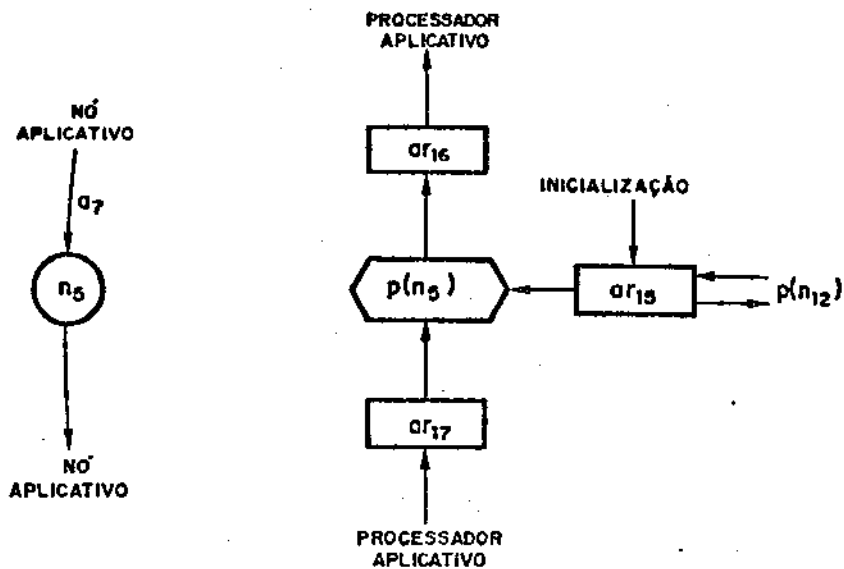 NÓ
APLICATIVO
a7
n5
NÓ
APLICATIVO
PROCESSADOR
APLICATIVO
ar16
INICIALIZAÇÃO
p(n5)
ar15
p(n12)
ar17
PROCESSADOR
APLICATIVO